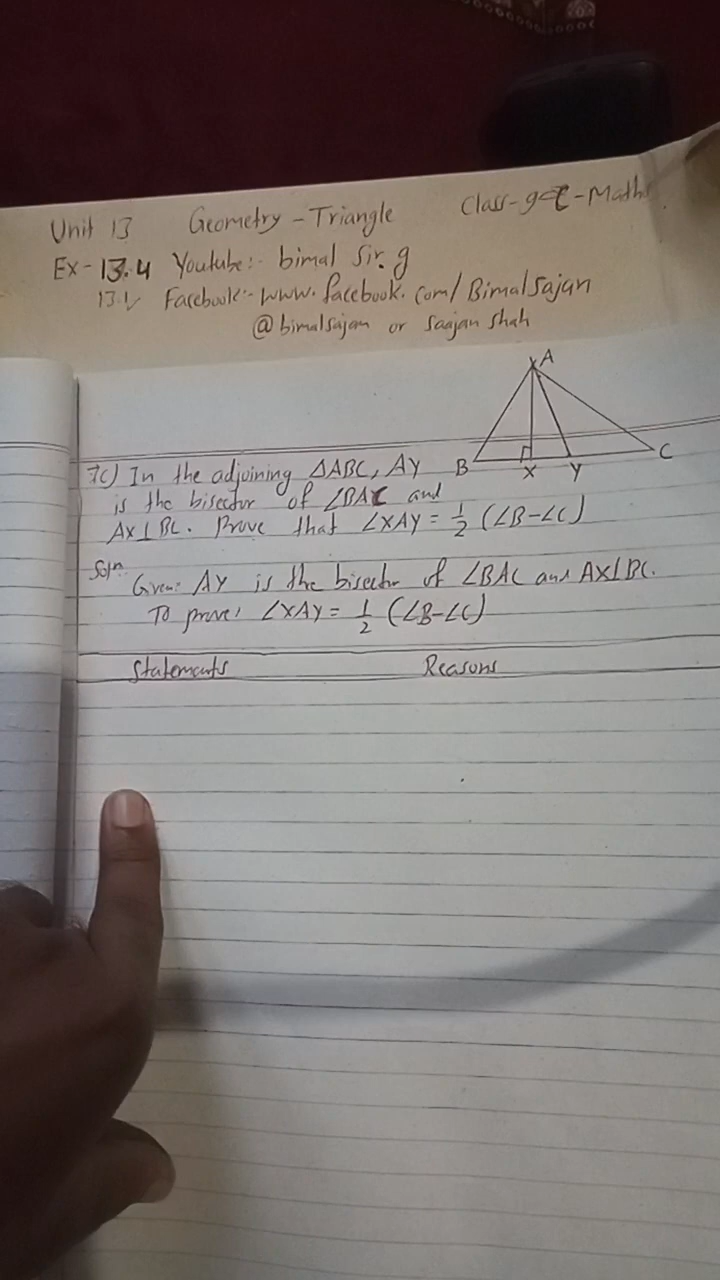 Unit 13 Geometry - Triangle Class-9 - Maths
Ex - 13.4 Youtube:- bimal sir. g
13.1 Facebook:- www.facebook.com/Bimalsajan
@bimalsajan or Saajan Shah
A
B X Y C
7c) In the adjoining ΔABC, AY
is the bisector of ∠BAC and
AX⊥BC. Prove that ∠XAY = 1/2 (∠B-∠C)
Soln
Given: AY is the bisector of ∠BAC and AX⊥BC.
To prove: ∠XAY = 1/2 (∠B-∠C)
Statements Reasons